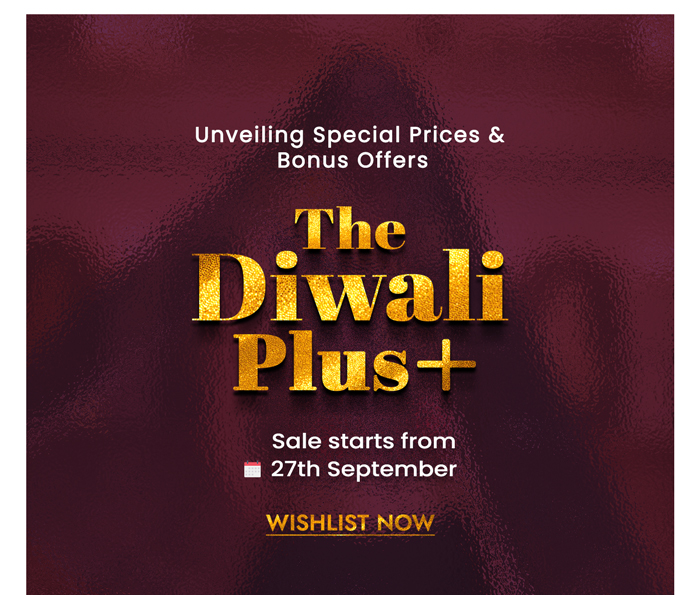 Unveiling Special Prices &
Bonus Offers
The
Diwali
Plus+
Sale starts from
27th September
WISHLIST NOW